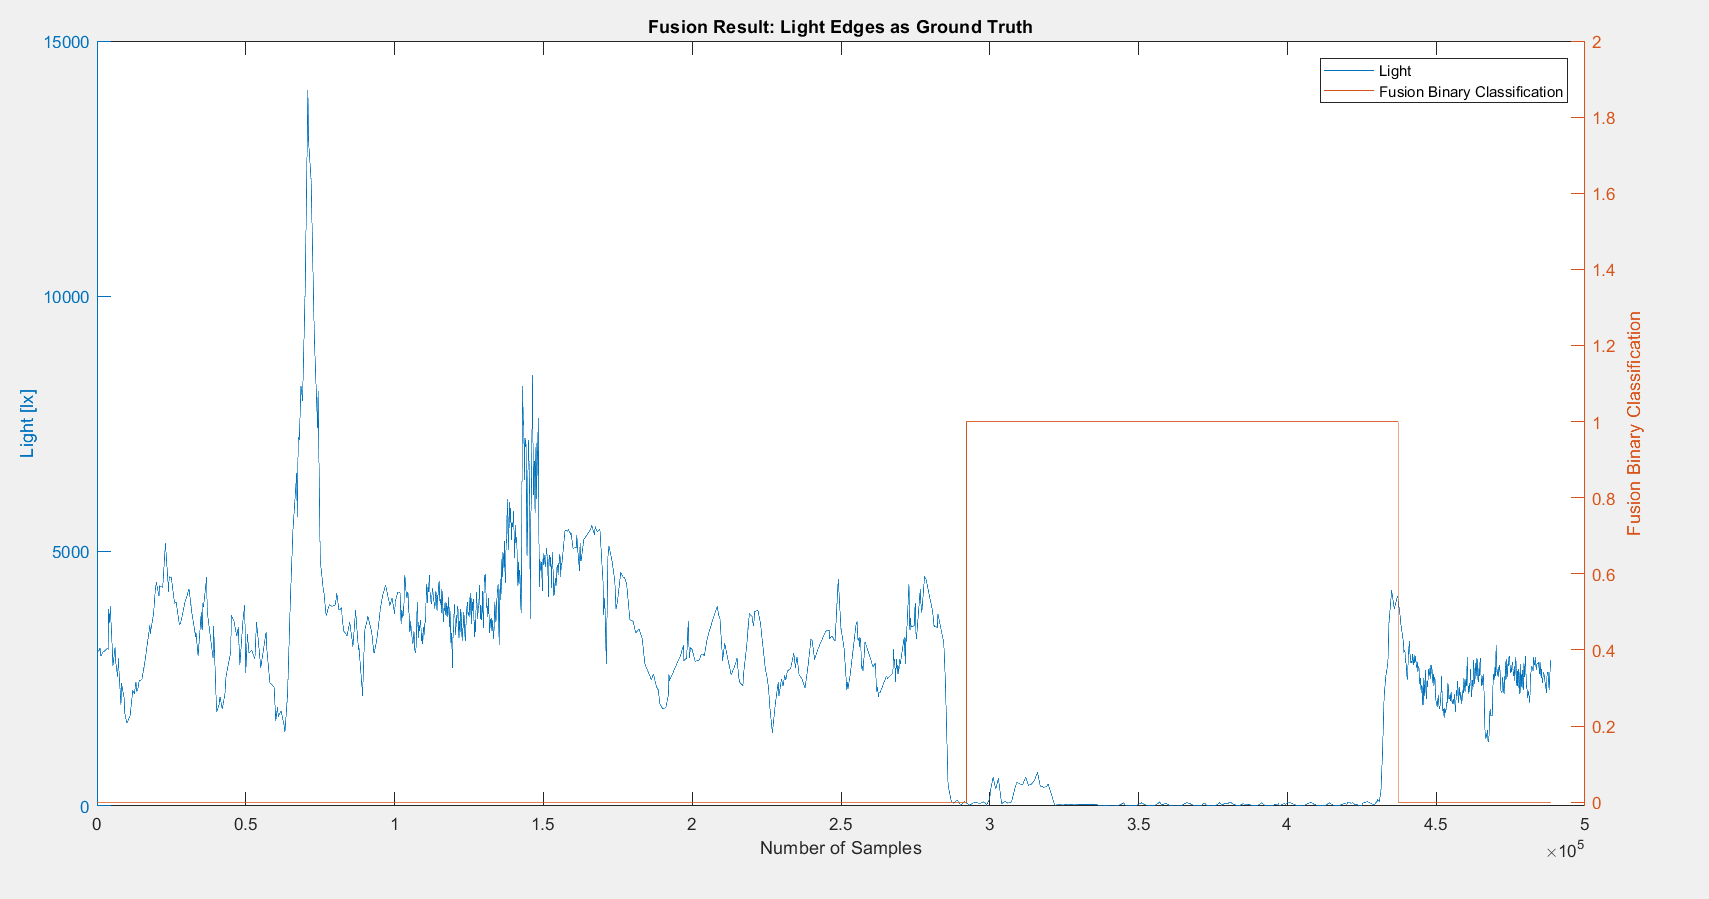 Fusion Result: Light Edges as Ground Truth
Light
Fusion Binary Classification
15000
10000
5000
0
Light [lx]
2
1.8
1.6
1.4
1.2
1
0.8
0.6
0.4
0.2
0
Fusion Binary Classification
0 0.5 1 1.5 2 2.5 3 3.5 4 4.5 5
Number of Samples
×10⁵